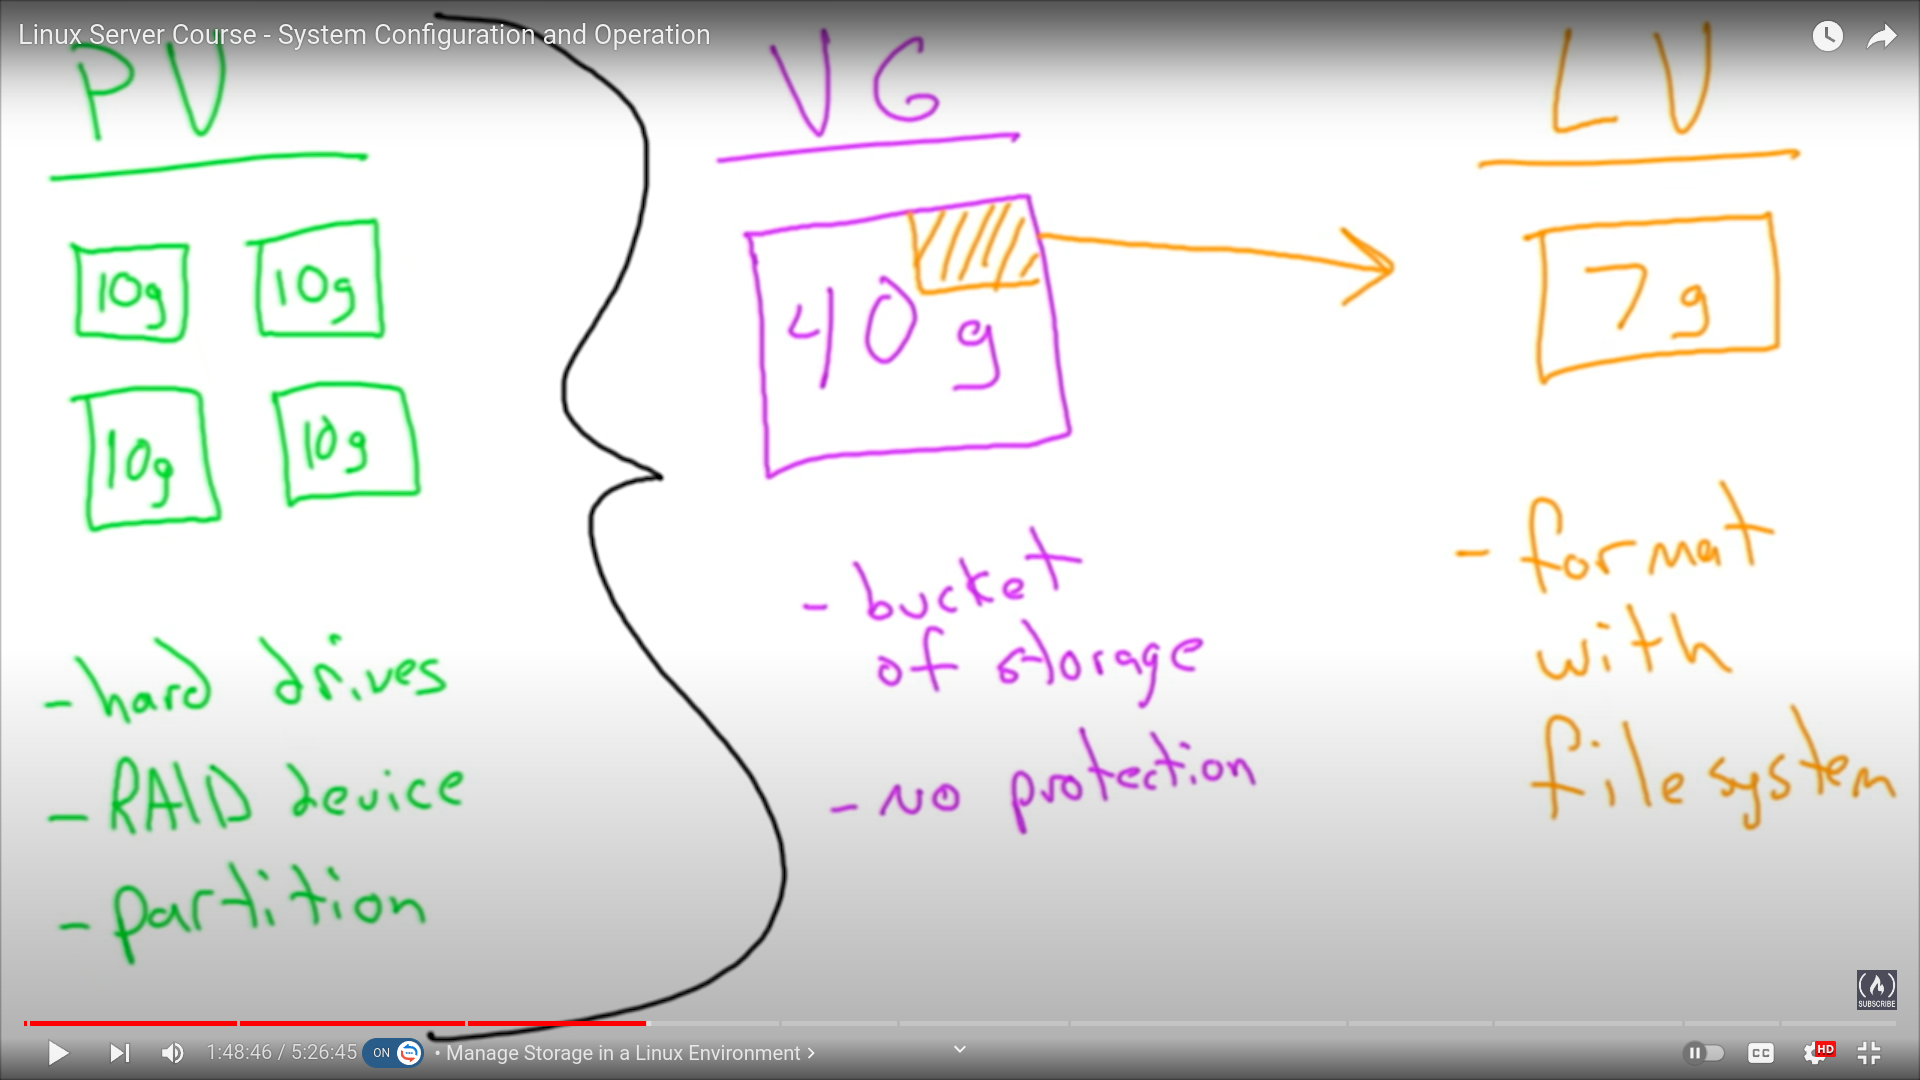 Linux Server Course - System Configuration and Operation
PV
10g 10g
10g 10g
- hard drives
- RAID device
- partition
VG
40g
- bucket
of storage
- no protection
LV
7g
- format
with
filesystem
SUBSCRIBE
1:48:46 / 5:26:45 ON • Manage Storage in a Linux Environment >
CC HD